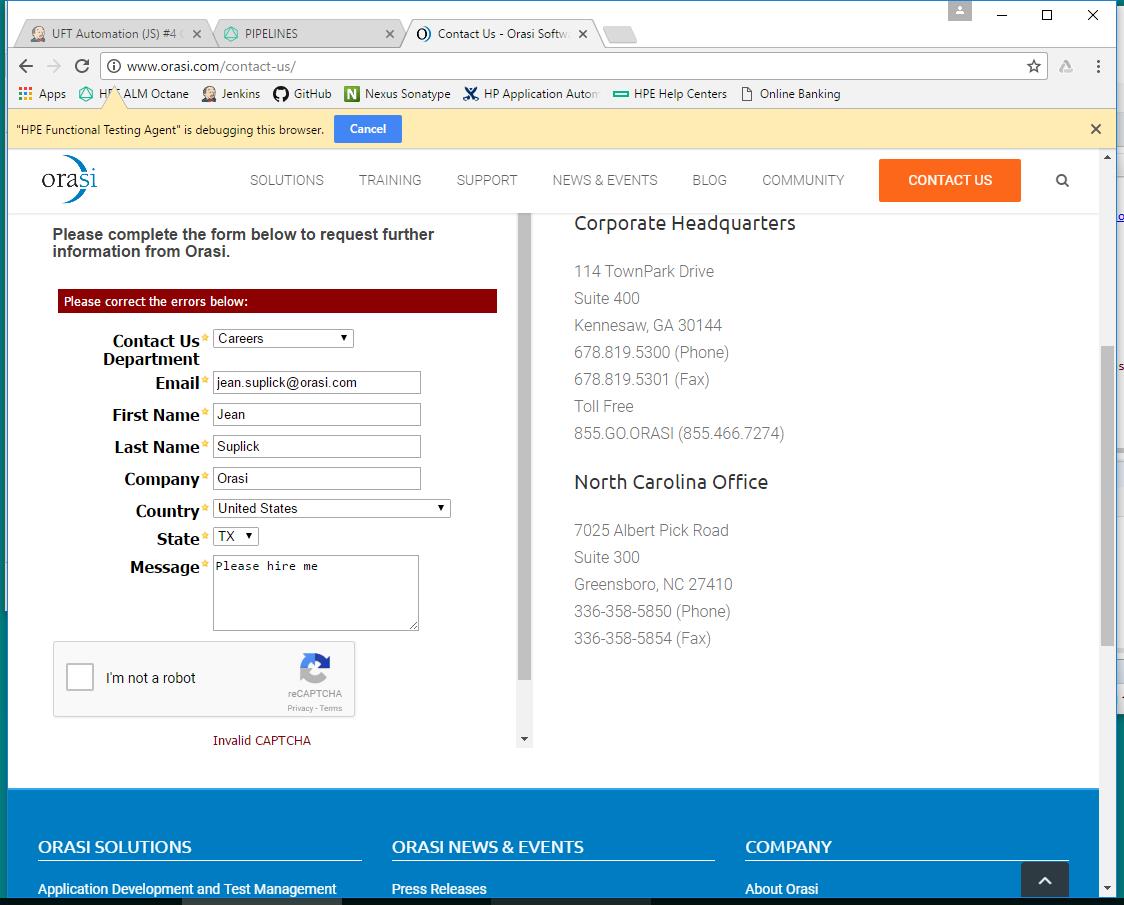 UFT Automation (JS) #4
PIPELINES
Contact Us - Orasi Softw
www.orasi.com/contact-us/
Apps
HPE ALM Octane
Jenkins
GitHub
N
Nexus Sonatype
HP Application Autom
HPE Help Centers
Online Banking
"HPE Functional Testing Agent" is debugging this browser.
Cancel
orasi
SOLUTIONS
TRAINING
SUPPORT
NEWS & EVENTS
BLOG
COMMUNITY
CONTACT US
Please complete the form below to request further
information from Orasi.
Please correct the errors below:
Contact Us
Department
Careers
Email
jean.suplick@orasi.com
First Name
Jean
Last Name
Suplick
Company
Orasi
Country
United States
State
TX
Message
Please hire me
I'm not a robot
reCAPTCHA
Privacy - Terms
Invalid CAPTCHA
Corporate Headquarters
114 TownPark Drive
Suite 400
Kennesaw, GA 30144
678.819.5300 (Phone)
678.819.5301 (Fax)
Toll Free
855.GO.ORASI (855.466.7274)
North Carolina Office
7025 Albert Pick Road
Suite 300
Greensboro, NC 27410
336-358-5850 (Phone)
336-358-5854 (Fax)
ORASI SOLUTIONS
Application Development and Test Management
ORASI NEWS & EVENTS
Press Releases
COMPANY
About Orasi